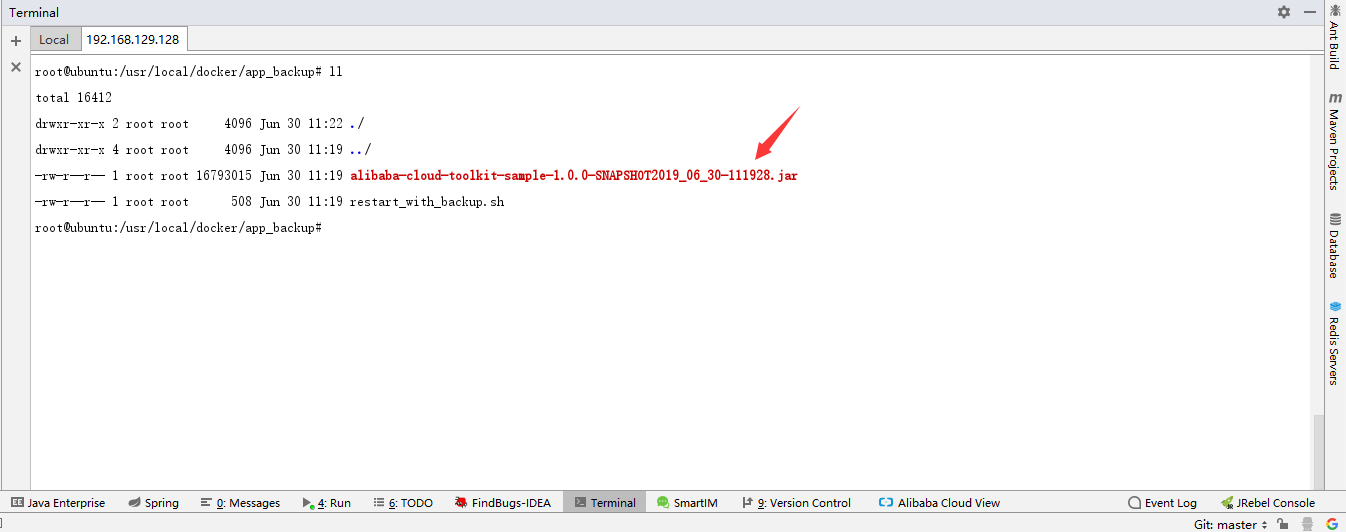 Terminal
Local 192.168.129.128
root@ubuntu:/usr/local/docker/app_backup# ll
total 16412
drwxr-xr-x 2 root root     4096 Jun 30 11:22 ./
drwxr-xr-x 4 root root     4096 Jun 30 11:19 ../
-rw-r--r-- 1 root root 16793015 Jun 30 11:19 alibaba-cloud-toolkit-sample-1.0.0-SNAPSHOT2019_06_30-111928.jar
-rw-r--r-- 1 root root      508 Jun 30 11:19 restart_with_backup.sh
root@ubuntu:/usr/local/docker/app_backup#
Ant Build
Maven Projects
Database
Redis Servers
Java Enterprise Spring 0: Messages 4: Run 6: TODO FindBugs-IDEA Terminal SmartIM 9: Version Control Alibaba Cloud View Event Log JRebel Console
Git: master